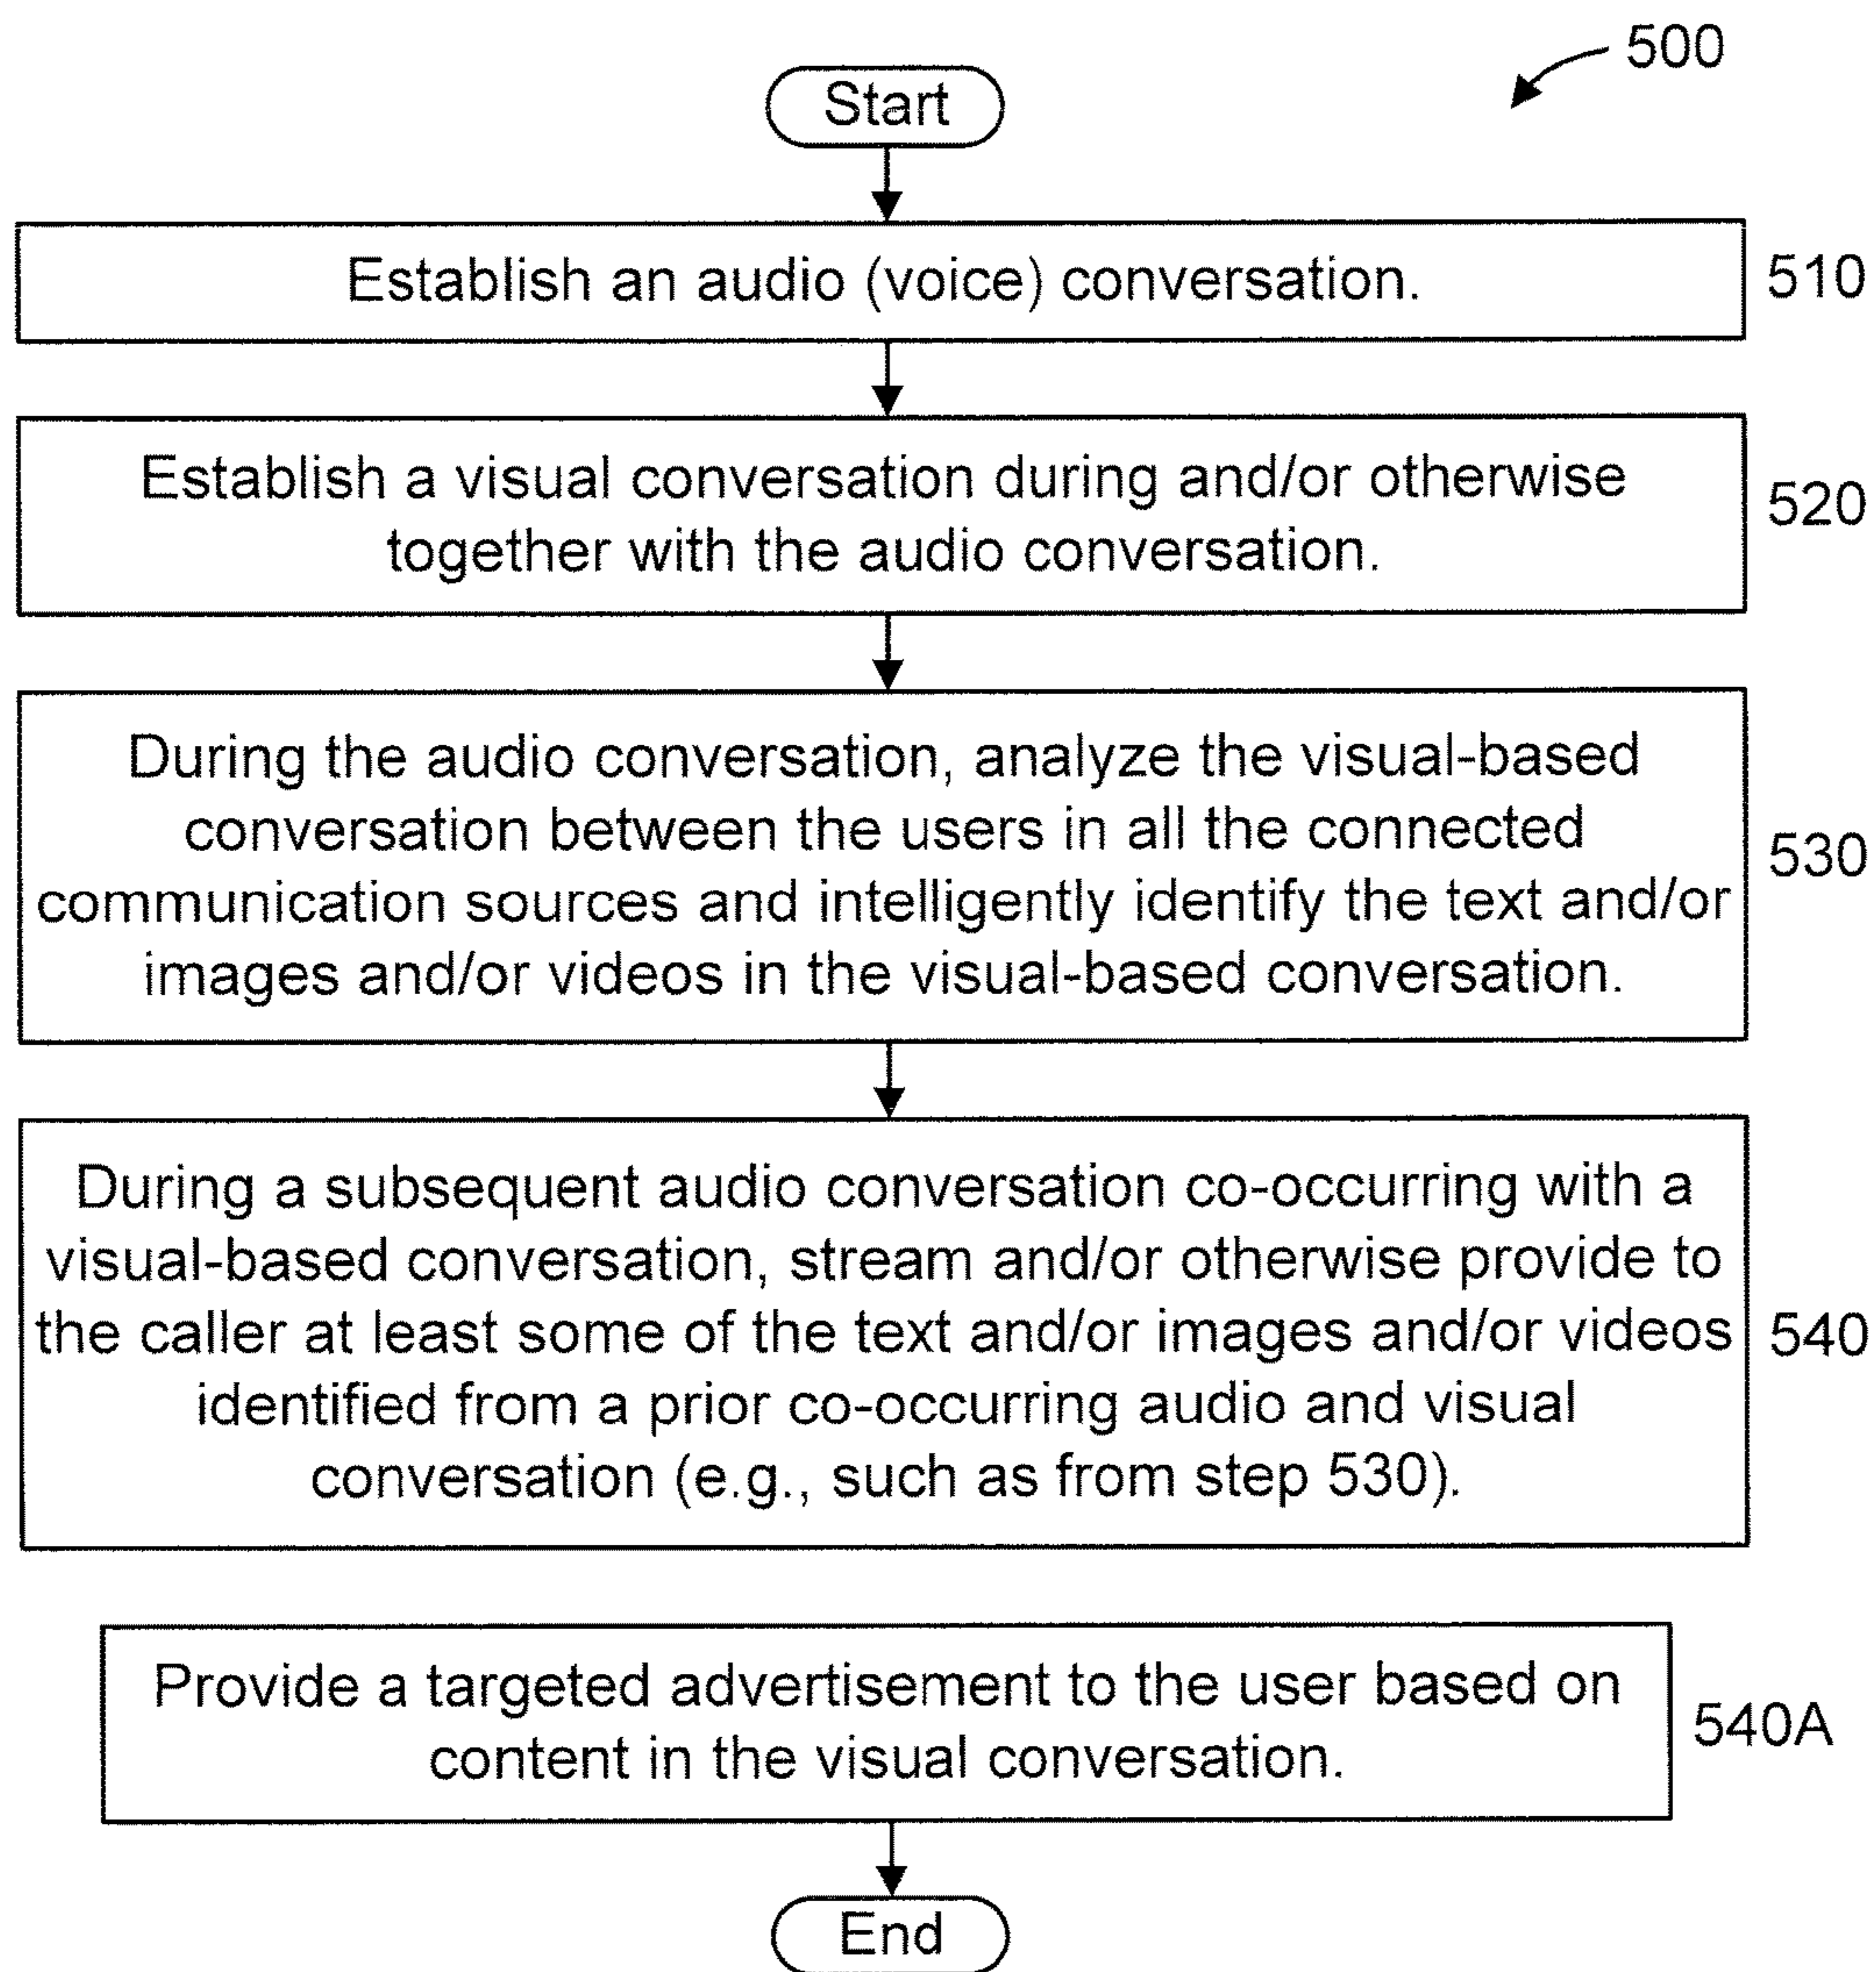 500
Start
Establish an audio (voice) conversation.
510
Establish a visual conversation during and/or otherwise
together with the audio conversation.
520
During the audio conversation, analyze the visual-based
conversation between the users in all the connected
communication sources and intelligently identify the text and/or
images and/or videos in the visual-based conversation.
530
During a subsequent audio conversation co-occurring with a
visual-based conversation, stream and/or otherwise provide to
the caller at least some of the text and/or images and/or videos
identified from a prior co-occurring audio and visual
conversation (e.g., such as from step 530).
540
Provide a targeted advertisement to the user based on
content in the visual conversation.
540A
End